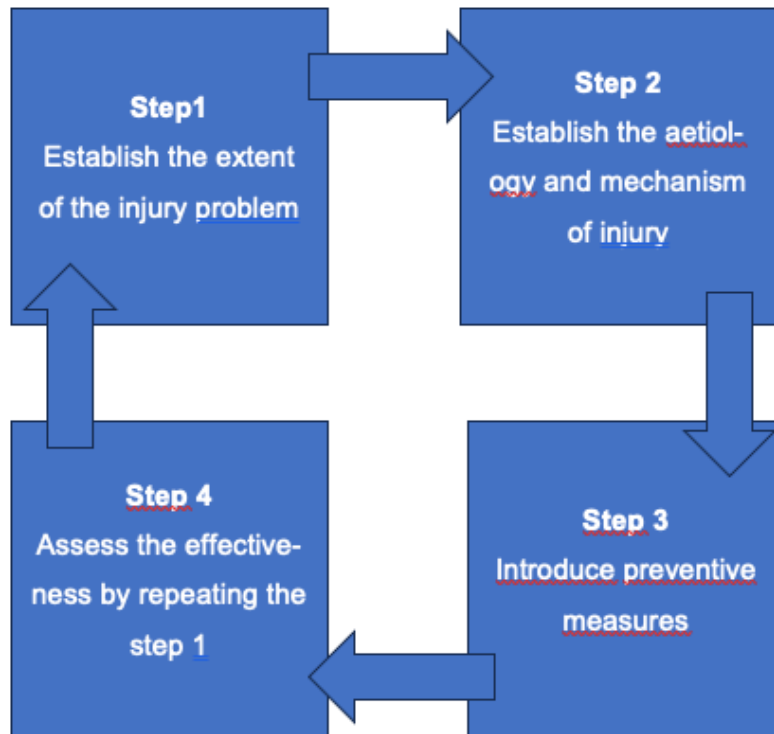 Step1
Establish the extent
of the injury problem
Step 2
Establish the aetiol-
ogy and mechanism
of injury
Step 3
Introduce preventive
measures
Step 4
Assess the effective-
ness by repeating the
step 1